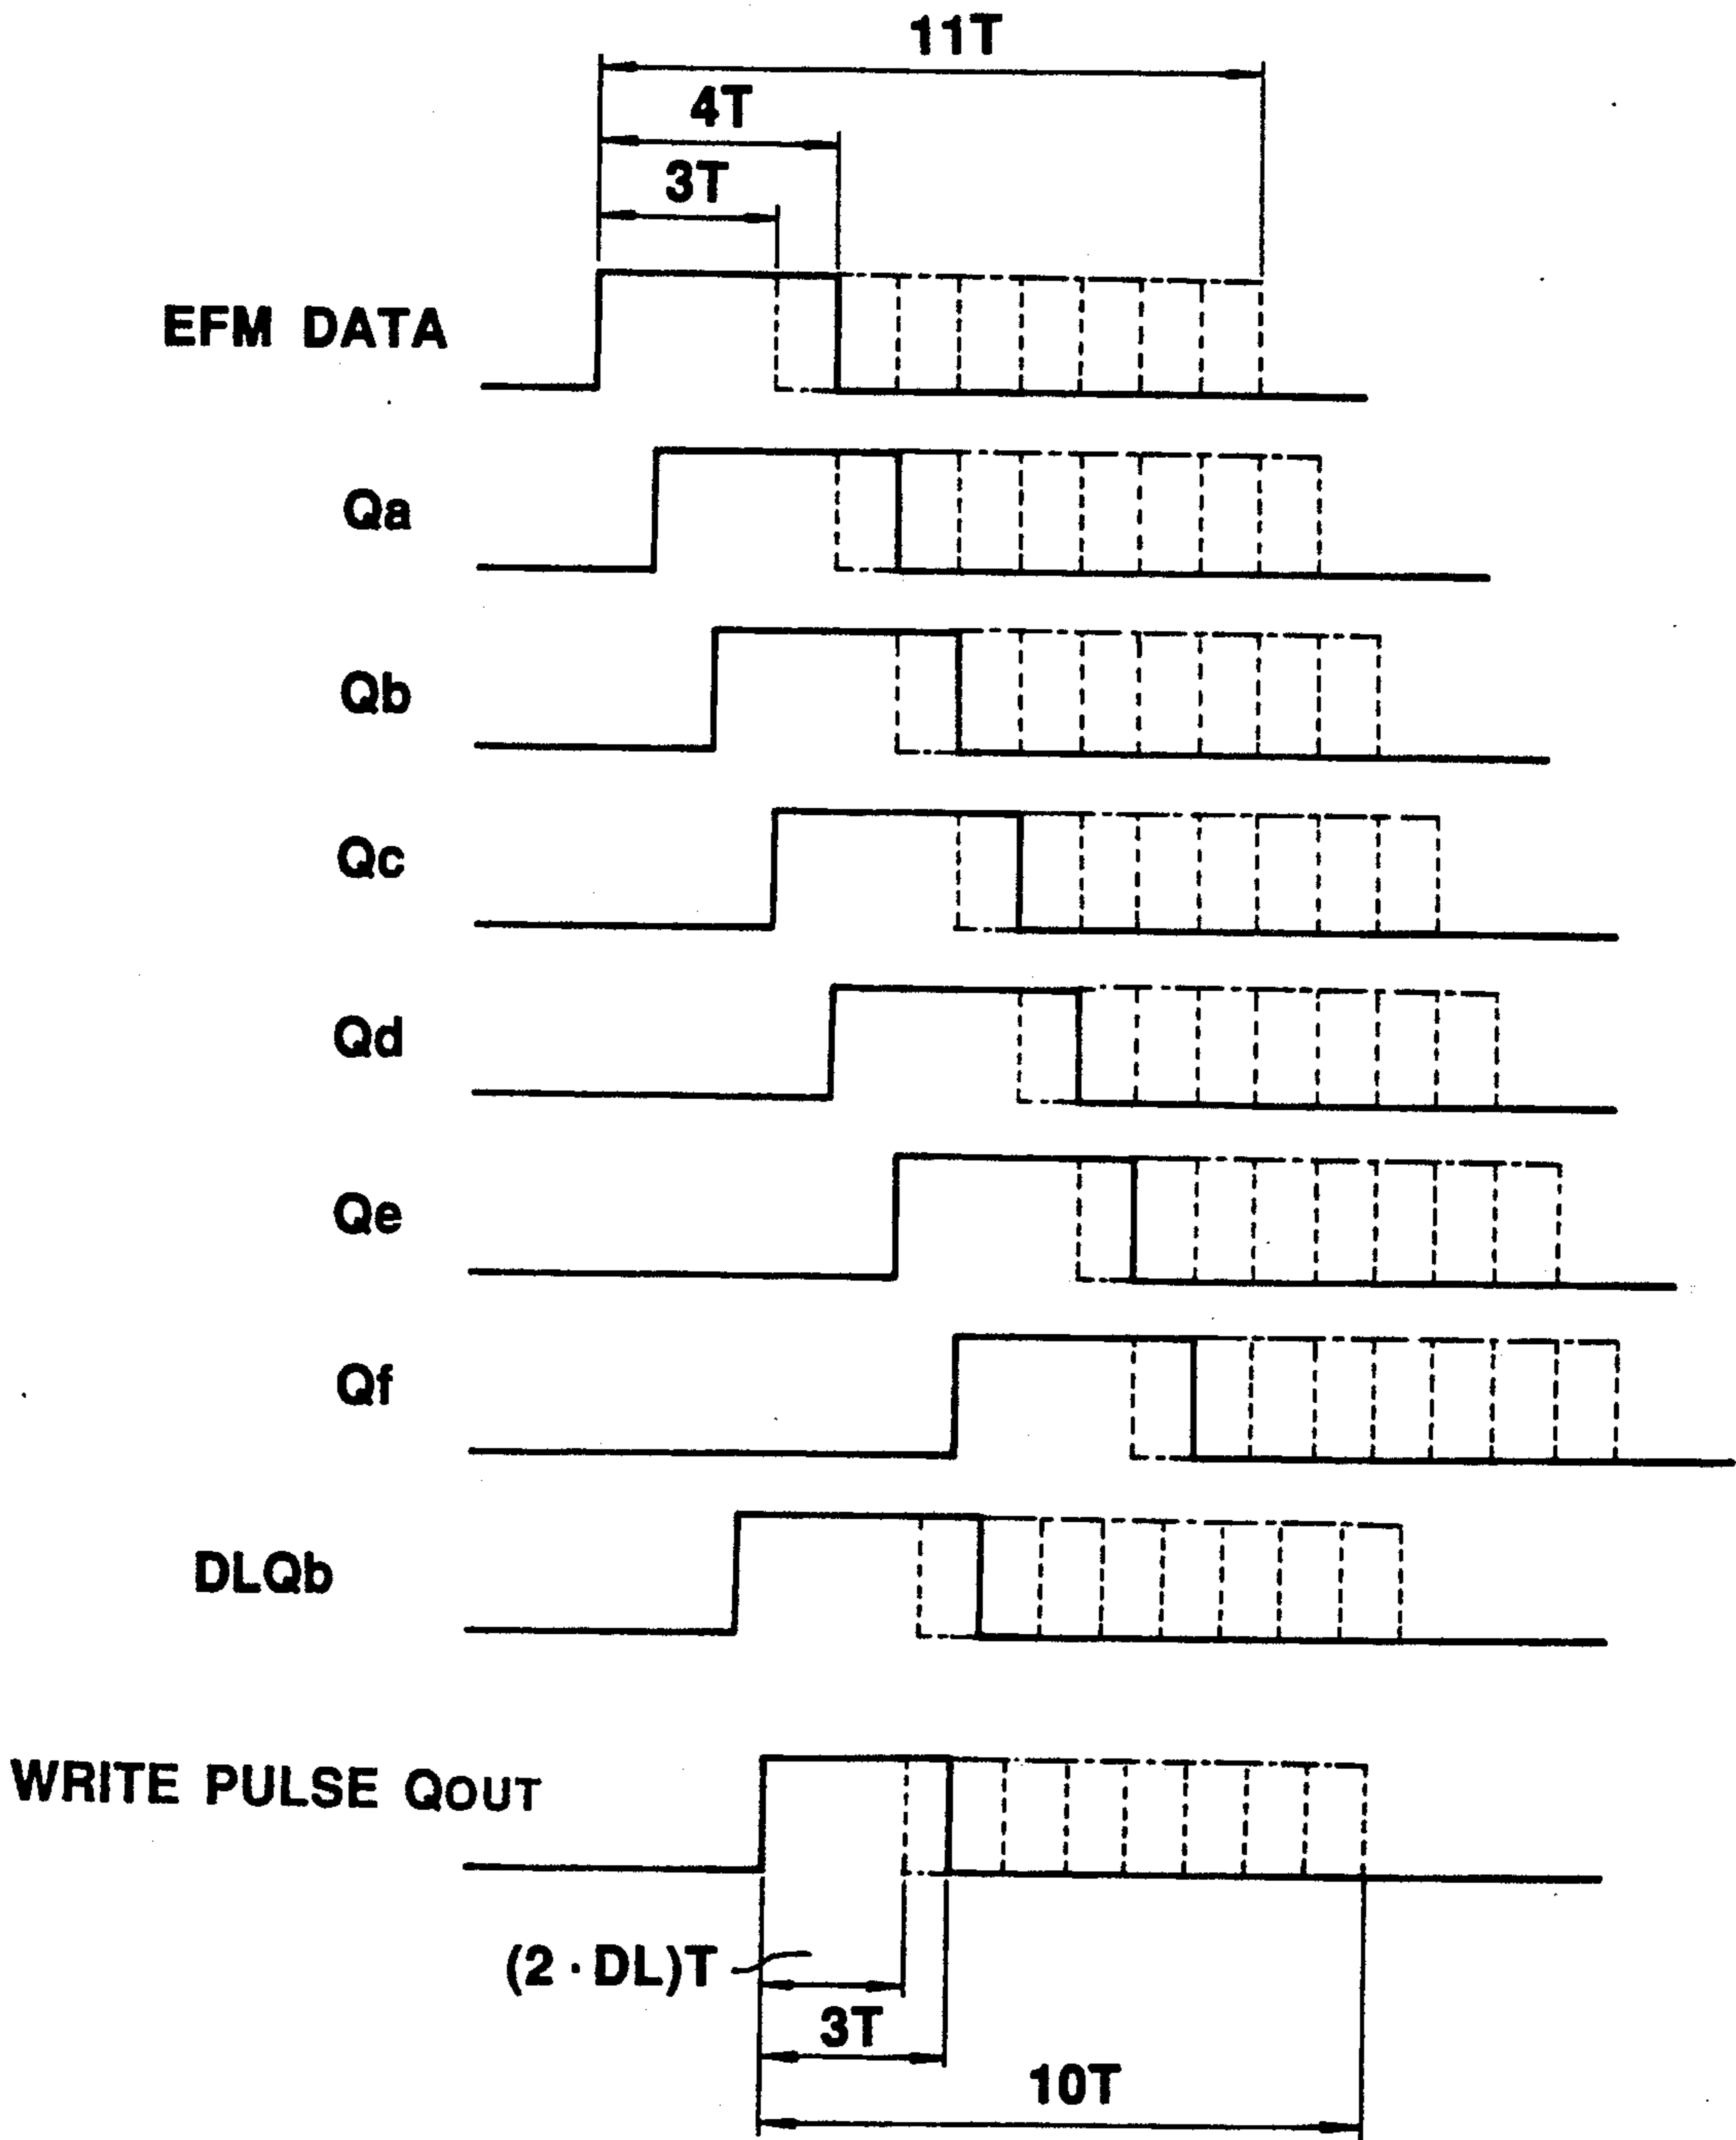 11T
4T
3T
EFM DATA
Qa
Qb
Qc
Qd
Qe
Qf
DLQb
WRITE PULSE QOUT
(2·DL)T
3T
10T